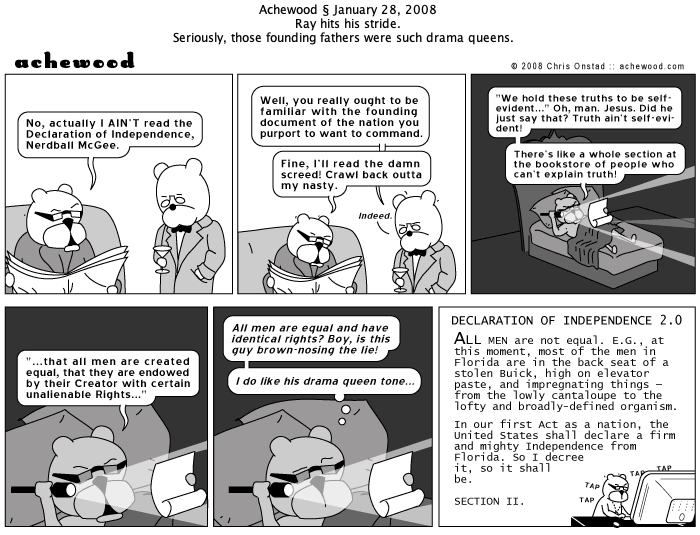 Achewood § January 28, 2008
Ray hits his stride.
Seriously, those founding fathers were such drama queens.
achewood
© 2008 Chris Onstad :: achewood.com
No, actually I AIN'T read the
Declaration of Independence,
Nerdball McGee.
Well, you really ought to be
familiar with the founding
document of the nation you
purport to want to command.
Fine, I'll read the damn
screed! Crawl back outta
my nasty.
Indeed.
"We hold these truths to be self-
evident..." Oh, man. Jesus. Did he
just say that? Truth ain't self-evi-
dent!
There's like a whole section at
the bookstore of people who
can't explain truth!
"...that all men are created
equal, that they are endowed
by their Creator with certain
unalienable Rights..."
All men are equal and have
identical rights? Boy, is this
guy brown-nosing the lie!
I do like his drama queen tone...
DECLARATION OF INDEPENDENCE 2.0
ALL MEN are not equal. E.G., at
this moment, most of the men in
Florida are in the back seat of a
stolen Buick, high on elevator
paste, and impregnating things –
from the lowly cantaloupe to the
lofty and broadly-defined organism.
In our first Act as a nation, the
United States shall declare a firm
and mighty Independence from
Florida. So I decree
it, so it shall
be.
SECTION II.
TAP
TAP
TAP
TAP